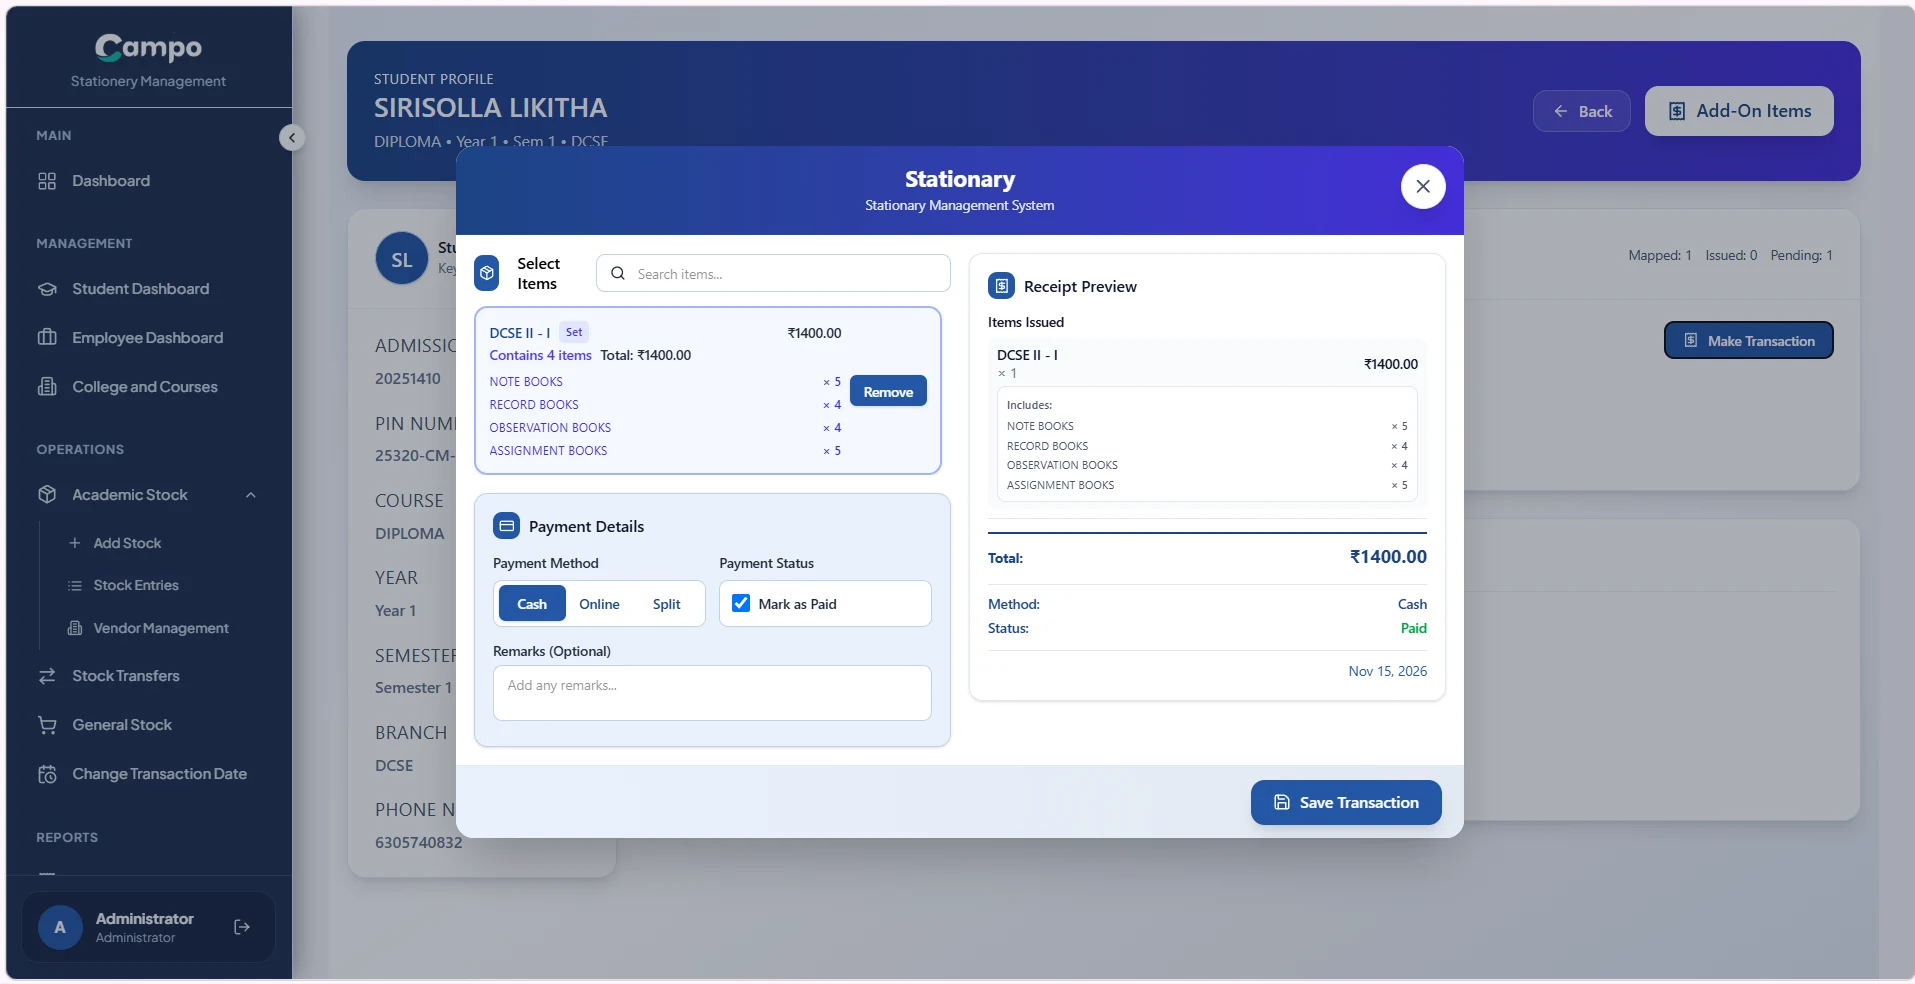 Campo
Stationery Management
MAIN
Dashboard
MANAGEMENT
Student Dashboard
Employee Dashboard
College and Courses
OPERATIONS
Academic Stock
Add Stock
Stock Entries
Vendor Management
Stock Transfers
General Stock
Change Transaction Date
REPORTS
A
Administrator
Administrator
STUDENT PROFILE
SIRISOLLA LIKITHA
DIPLOMA • Year 1 • Sem 1 • DCSE
Back
Add-On Items
SL
Stu
Key
Mapped: 1 Issued: 0 Pending: 1
Make Transaction
ADMISSIO
20251410
PIN NUM
25320-CM-
COURSE
DIPLOMA
YEAR
Year 1
SEMESTER
Semester 1
BRANCH
DCSE
PHONE N
6305740832
Stationary
Stationary Management System
Select Items
Search items...
DCSE II - I Set ₹1400.00
Contains 4 items Total: ₹1400.00
NOTE BOOKS × 5
RECORD BOOKS × 4
OBSERVATION BOOKS × 4
ASSIGNMENT BOOKS × 5
Remove
Payment Details
Payment Method
Cash Online Split
Payment Status
Mark as Paid
Remarks (Optional)
Add any remarks...
Receipt Preview
Items Issued
DCSE II - I
× 1
₹1400.00
Includes:
NOTE BOOKS × 5
RECORD BOOKS × 4
OBSERVATION BOOKS × 4
ASSIGNMENT BOOKS × 5
Total: ₹1400.00
Method: Cash
Status: Paid
Nov 15, 2026
Save Transaction